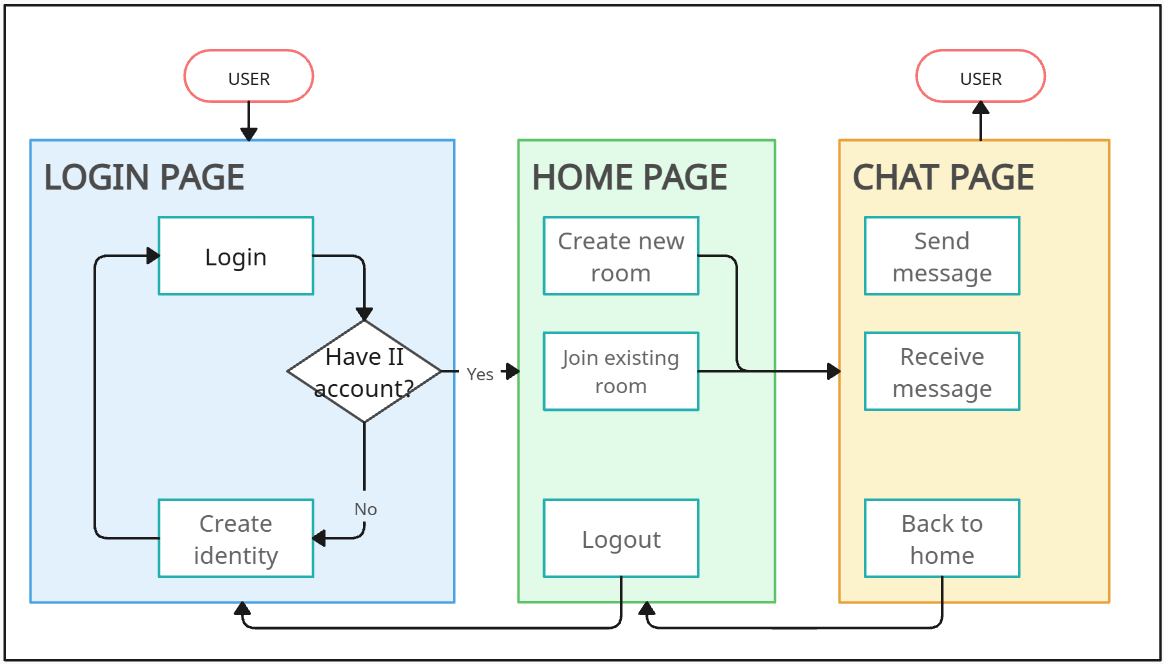 USER
USER
LOGIN PAGE
HOME PAGE
CHAT PAGE
Login
Have II
account?
Yes
No
Create
identity
Create new
room
Join existing
room
Logout
Send
message
Receive
message
Back to
home